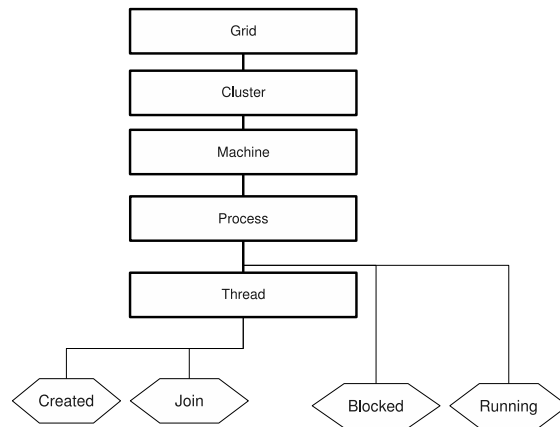 Grid
Cluster
Machine
Process
Thread
Created
Join
Blocked
Running